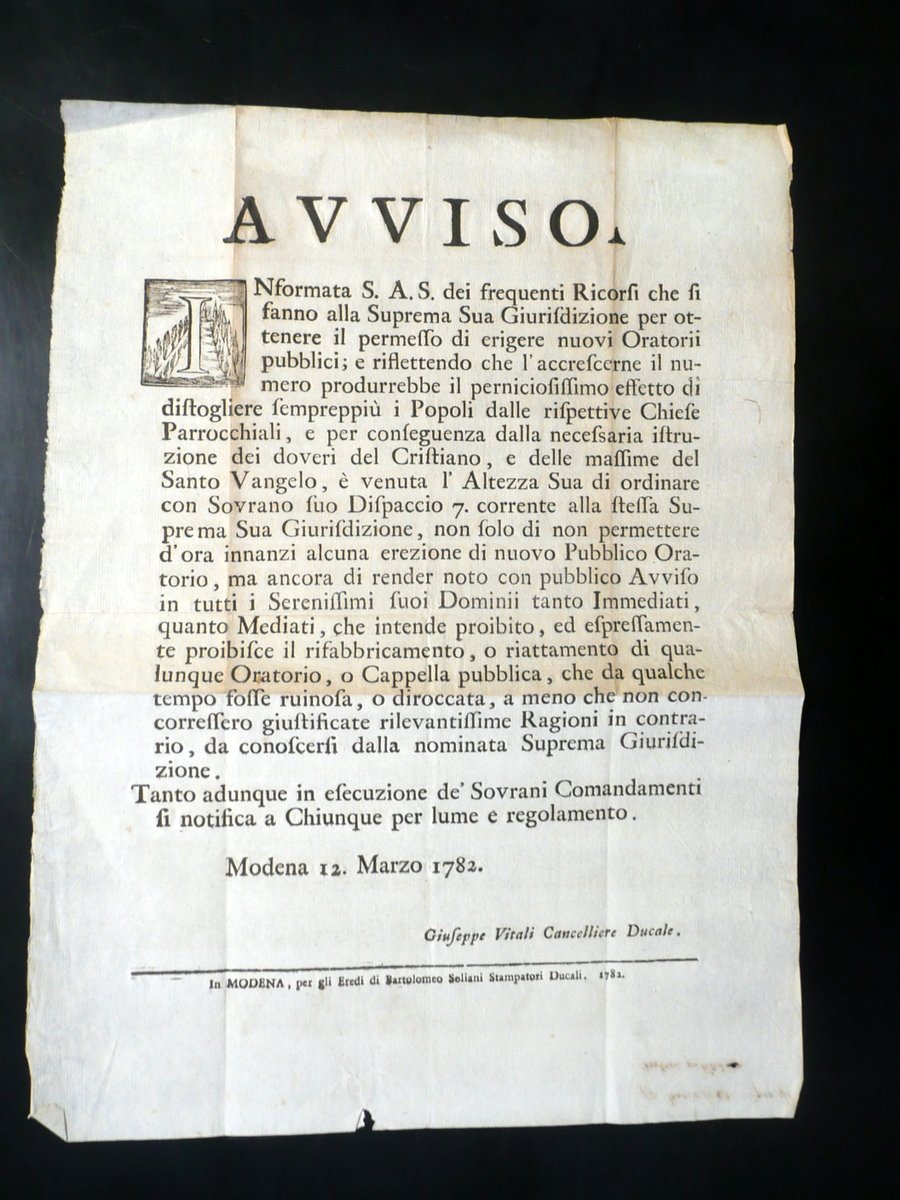 AVVISO.
INformata S. A. S. dei frequenti Ricorſi che ſi
fanno alla Suprema Sua Giuriſdizione per ot-
tenere il permeſſo di erigere nuovi Oratorii
pubblici; e riflettendo che l'accreſcerne il nu-
mero produrrebbe il pernicioſiſſimo effetto di
diſtogliere ſempreppiù i Popoli dalle riſpettive Chieſe
Parrocchiali, e per conſeguenza dalla neceſsaria iſtru-
zione dei doveri del Criſtiano, e delle maſſime del
Santo Vangelo, è venuta l' Altezza Sua di ordinare
con Sovrano ſuo Diſpaccio 7. corrente alla ſteſſa Su-
prema Sua Giuriſdizione, non ſolo di non permettere
d'ora innanzi alcuna erezione di nuovo Pubblico Ora-
torio, ma ancora di render noto con pubblico Avviſo
in tutti i Sereniſſimi ſuoi Dominii tanto Immediati,
quanto Mediati, che intende proibito, ed eſpreſſamen-
te proibiſce il rifabbricamento, o riattamento di qua-
lunque Oratorio, o Cappella pubblica, che da qualche
tempo foſſe ruinoſa, o diroccata, a meno che non con-
correſſero giuſtificate rilevantiſſime Ragioni in contra-
rio, da conoſcerſi dalla nominata Suprema Giuriſdi-
zione.
Tanto adunque in eſecuzione de' Sovrani Comandamenti
ſi notifica a Chiunque per lume e regolamento.
Modena 12. Marzo 1782.
Giuſeppe Vitali Cancelliere Ducale.
In MODENA, per gli Eredi di Bartolomeo Soliani Stampatori Ducali. 1782.